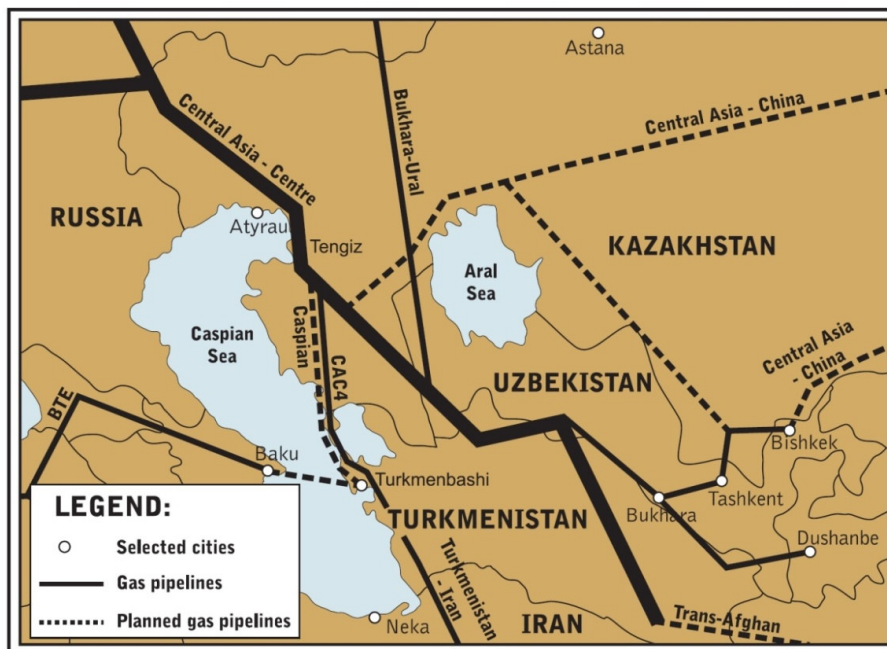 Astana
Central Asia - China
Central Asia - Centre
Bukhara-Ural
RUSSIA
Atyrau
Tengiz
KAZAKHSTAN
Aral
Sea
Caspian
Sea
Caspian
CAC4
Central Asia
- China
UZBEKISTAN
BTE
Bishkek
Baku
Turkmenbashi
Tashkent
Bukhara
TURKMENISTAN
Dushanbe
Turkmenistan
- Iran
Neka
IRAN
Trans-Afghan
LEGEND:
Selected cities
Gas pipelines
Planned gas pipelines